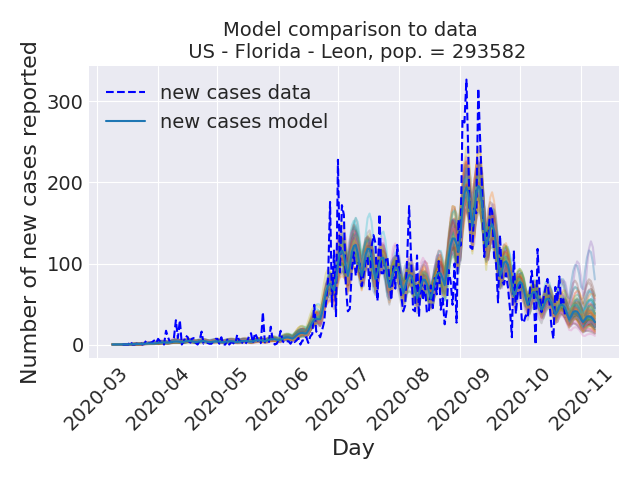 Model comparison to data
US - Florida - Leon, pop. = 293582
Number of new cases reported
new cases data
new cases model
300
200
100
0
2020-03
2020-04
2020-05
2020-06
2020-07
2020-08
2020-09
2020-10
2020-11
Day